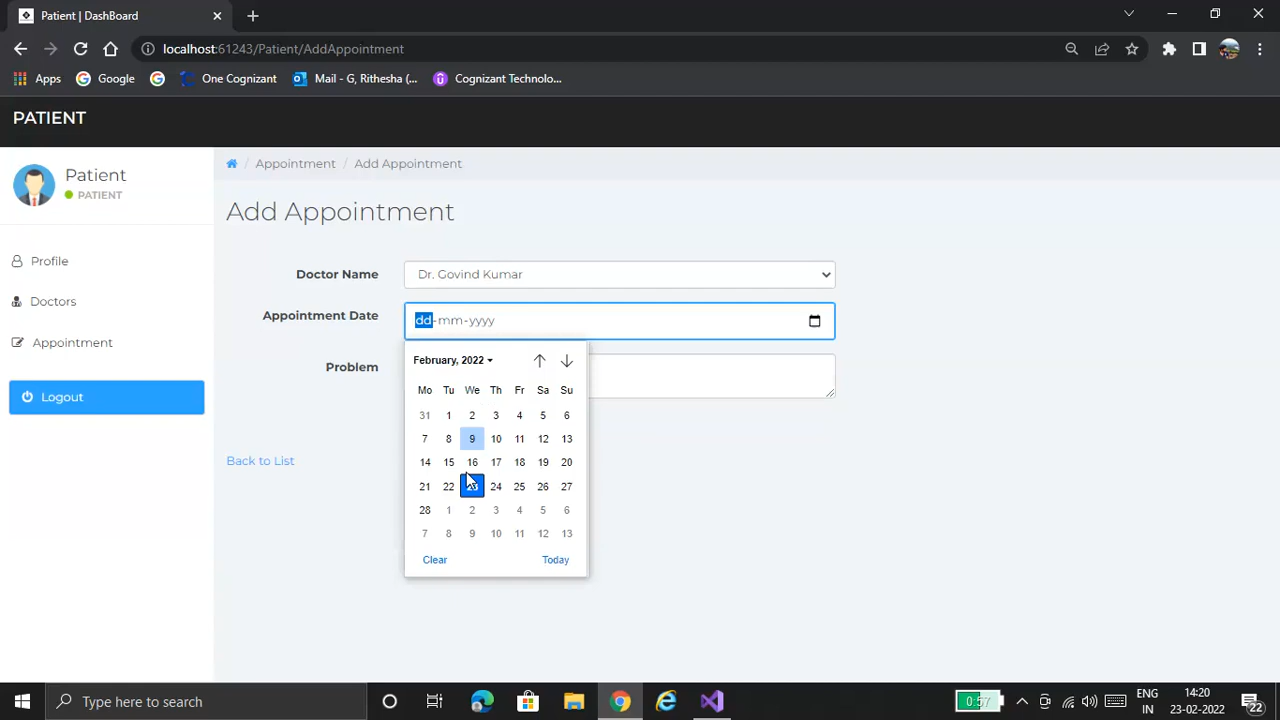 Patient | DashBoard
localhost:61243/Patient/AddAppointment
Apps Google One Cognizant Mail - G, Rithesha (... Cognizant Technolo...
PATIENT
Patient
PATIENT
Profile
Doctors
Appointment
Logout
/ Appointment / Add Appointment
Add Appointment
Doctor Name Dr. Govind Kumar
Appointment Date dd-mm-yyyy
Problem
February, 2022
Mo Tu We Th Fr Sa Su
31 1 2 3 4 5 6
7 8 9 10 11 12 13
14 15 16 17 18 19 20
21 22 23 24 25 26 27
28 1 2 3 4 5 6
7 8 9 10 11 12 13
Clear Today
Back to List
Type here to search
0:57
ENG
IN
14:20
23-02-2022
22